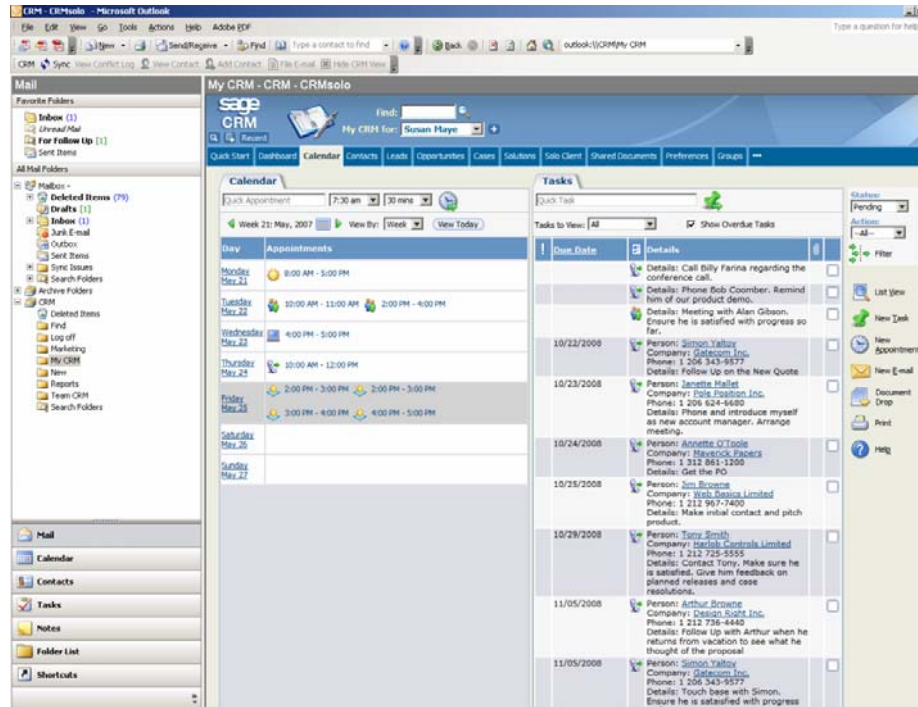 CRM - CRMsolo - Microsoft Outlook
File Edit View Go Tools Actions Help Adobe PDF
Type a question for help
New Send/Receive Find Type a contact to find Back outlook:\\CRM\My CRM
CRM Sync View Conflict Log View Contact Add Contact File E-mail Hide CRM View
Mail
Favorite Folders
Inbox (1)
Unread Mail
For Follow Up [1]
Sent Items
All Mail Folders
Mailbox -
Deleted Items (79)
Drafts [1]
Inbox (1)
Junk E-mail
Outbox
Sent Items
Sync Issues
Search Folders
Archive Folders
CRM
Deleted Items
Find
Log off
Marketing
My CRM
New
Reports
Team CRM
Search Folders
Mail
Calendar
Contacts
Tasks
Notes
Folder List
Shortcuts
My CRM - CRM - CRMsolo
sage
CRM
Recent
Find:
My CRM for: Susan Maye
Quick Start Dashboard Calendar Contacts Leads Opportunities Cases Solutions Solo Client Shared Documents Preferences Groups
Calendar
Quick Appointment 7:30 am 30 mins
Week 21: May, 2007 View By: Week View Today
Day Appointments
Monday
May 21
8:00 AM - 5:00 PM
Tuesday
May 22
10:00 AM - 11:00 AM 2:00 PM - 4:00 PM
Wednesday
May 23
4:00 PM - 5:00 PM
Thursday
May 24
10:00 AM - 12:00 PM
Friday
May 25
2:00 PM - 3:00 PM 2:00 PM - 3:00 PM
3:00 PM - 4:00 PM 4:00 PM - 5:00 PM
Saturday
May 26
Sunday
May 27
Tasks
Quick Task
Tasks to View: All Show Overdue Tasks
! Due Date Details
Details: Call Billy Farina regarding the
conference call.
Details: Phone Bob Coomber. Remind
him of our product demo.
Details: Meeting with Alan Gibson.
Ensure he is satisfied with progress so
far.
10/22/2008 Person: Simon Yaltoy
Company: Gatecom Inc.
Phone: 1 206 343-9577
Details: Follow Up on the New Quote
10/23/2008 Person: Janette Mallet
Company: Pole Position Inc.
Phone: 1 206 624-6680
Details: Phone and introduce myself
as new account manager. Arrange
meeting.
10/24/2008 Person: Annette O'Toole
Company: Maverick Papers
Phone: 1 312 861-1200
Details: Get the PO
10/25/2008 Person: Jim Browne
Company: Web Basics Limited
Phone: 1 212 967-7400
Details: Make initial contact and pitch
product.
10/29/2008 Person: Tony Smith
Company: Harlob Controls Limited
Phone: 1 212 725-5555
Details: Contact Tony. Make sure he
is satisfied. Give him feedback on
planned releases and case
resolutions.
11/05/2008 Person: Arthur Browne
Company: Design Right Inc.
Phone: 1 212 736-4440
Details: Follow Up with Arthur when he
returns from vacation to see what he
thought of the proposal
11/05/2008 Person: Simon Yaltoy
Company: Gatecom Inc.
Phone: 1 206 343-9577
Details: Touch base with Simon.
Ensure he is sataisfied with progress
Status:
Pending
Action:
--All--
Filter
List View
New Task
New
Appointment
New E-mail
Document
Drop
Print
Help